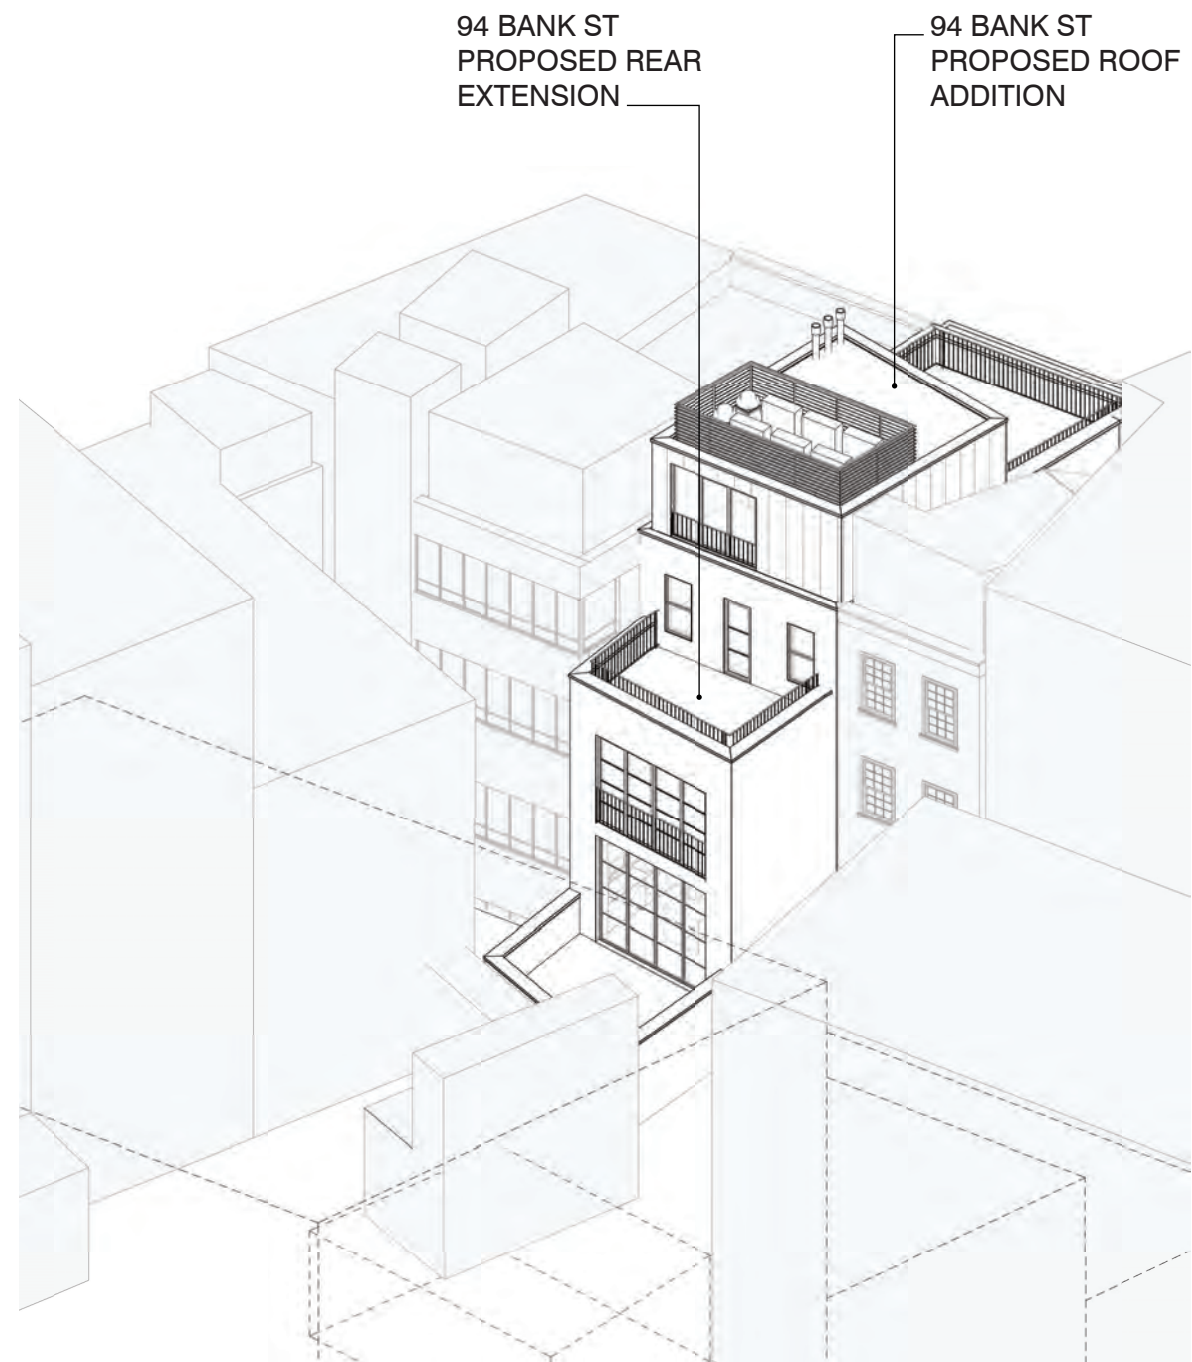 94 BANK ST
PROPOSED REAR
EXTENSION
94 BANK ST
PROPOSED ROOF
ADDITION